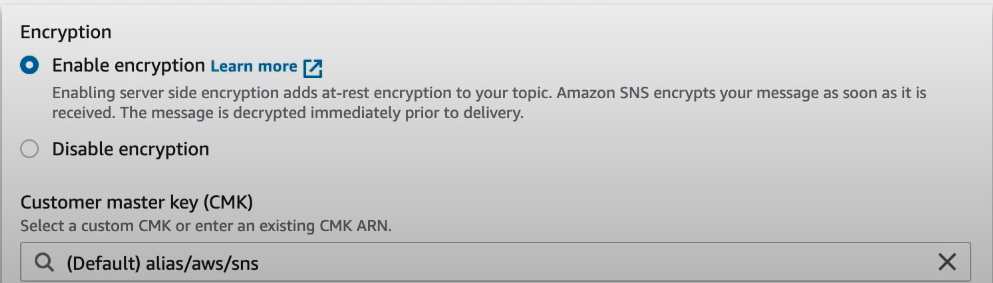 Encryption
Enable encryption Learn more
Enabling server side encryption adds at-rest encryption to your topic. Amazon SNS encrypts your message as soon as it is
received. The message is decrypted immediately prior to delivery.
Disable encryption
Customer master key (CMK)
Select a custom CMK or enter an existing CMK ARN.
(Default) alias/aws/sns